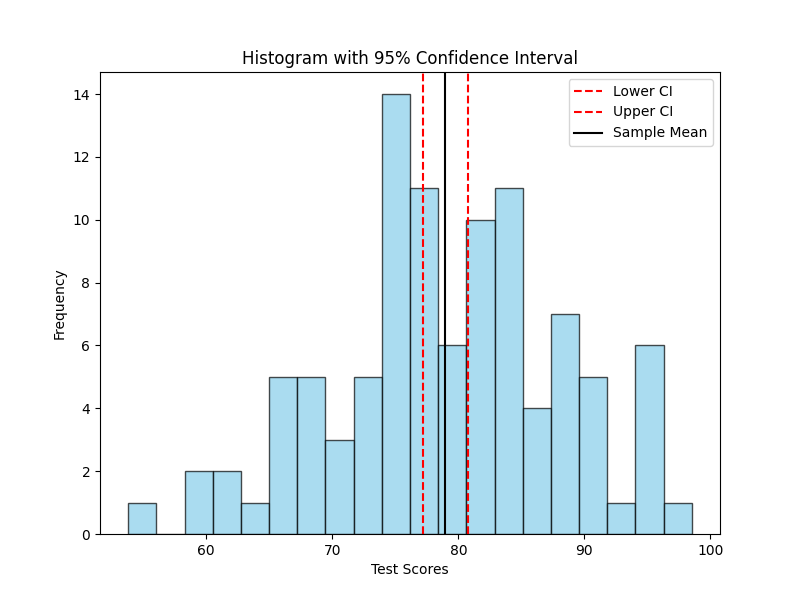 Histogram with 95% Confidence Interval
Lower CI
Upper CI
Sample Mean
14
12
10
8
6
4
2
0
Frequency
60 70 80 90 100
Test Scores